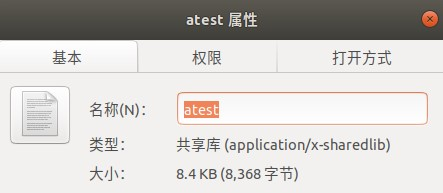 atest 属性
基本 权限 打开方式
名称(N)： atest
类型： 共享库 (application/x-sharedlib)
大小： 8.4 KB (8,368 字节)